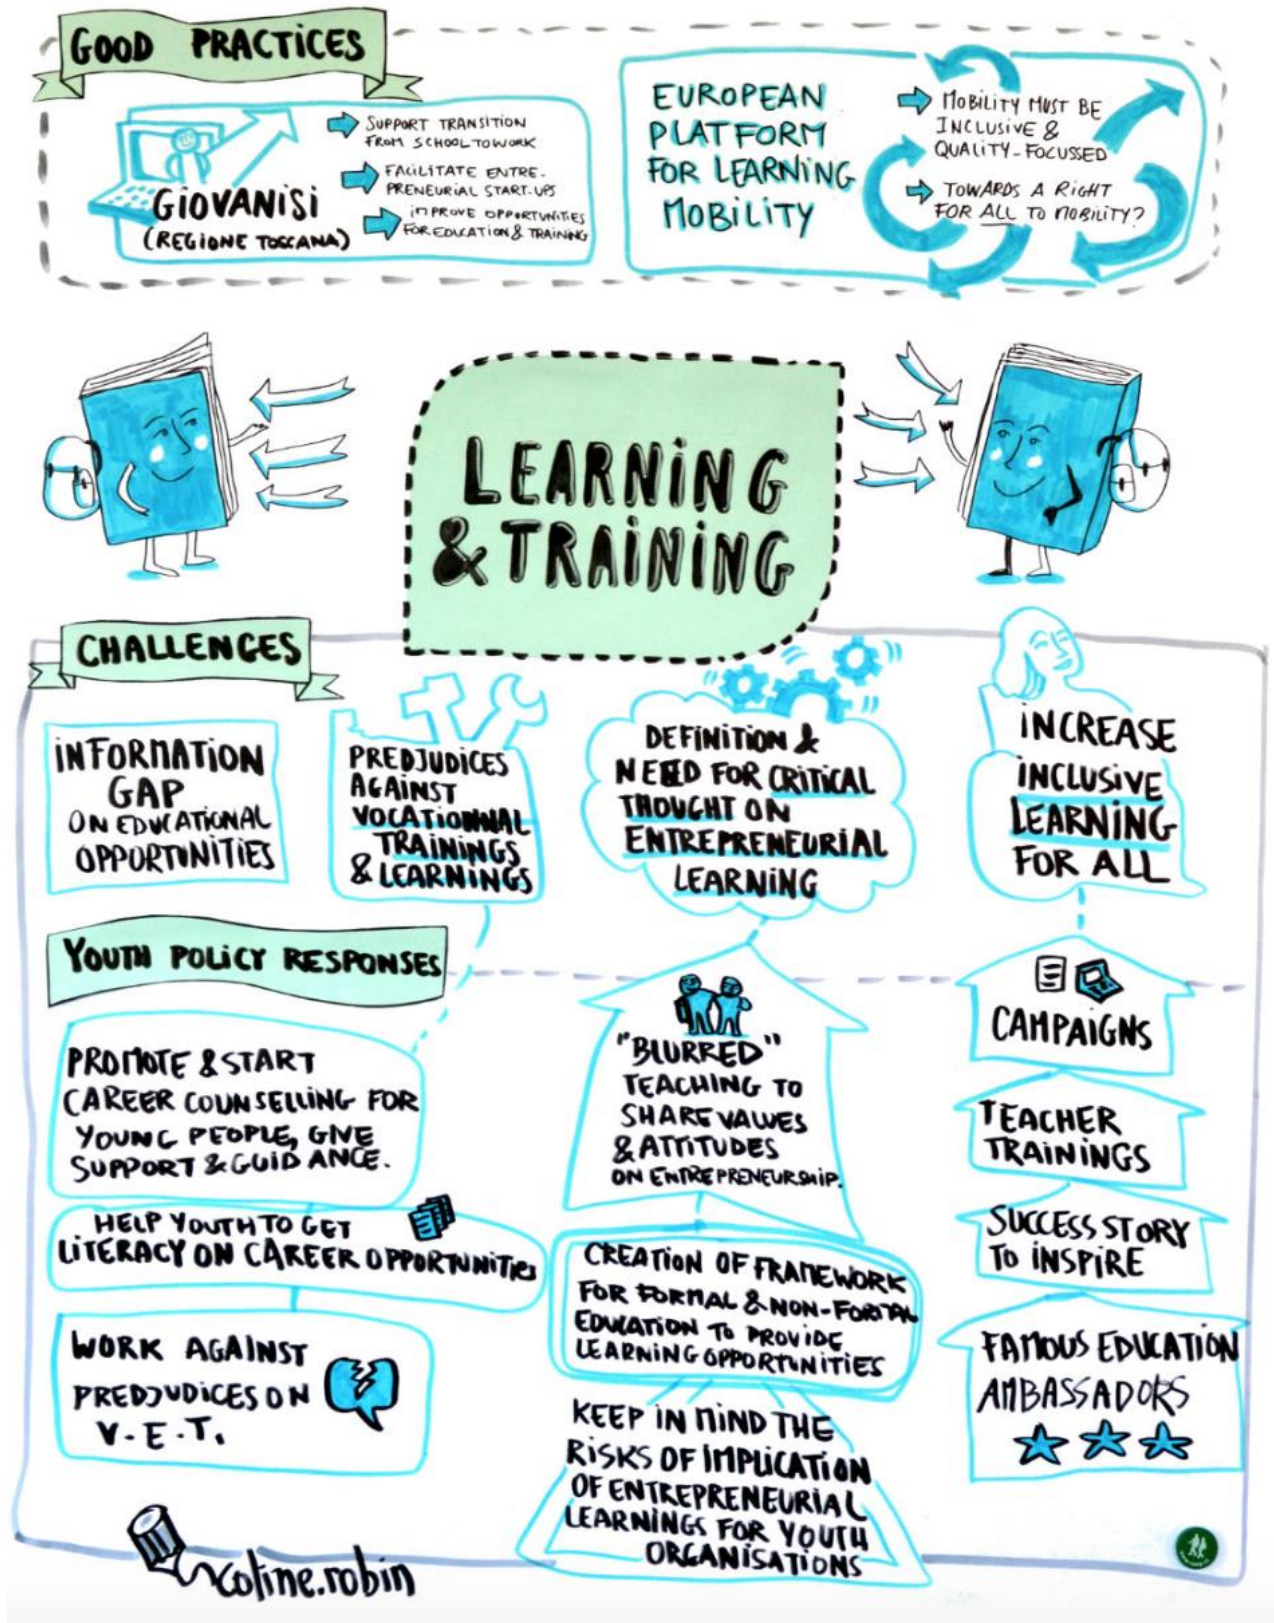 GOOD PRACTICES
GIOVANISI
(REGIONE TOSCANA)
SUPPORT TRANSITION
FROM SCHOOL TO WORK
FACILITATE ENTRE-
PRENEURIAL START-UPS
IMPROVE OPPORTUNITIES
FOR EDUCATION & TRAINING
EUROPEAN
PLATFORM
FOR LEARNING
MOBILITY
MOBILITY MUST BE
INCLUSIVE &
QUALITY-FOCUSSED
TOWARDS A RIGHT
FOR ALL TO MOBILITY?
LEARNING
& TRAINING
CHALLENGES
INFORMATION
GAP
ON EDUCATIONAL
OPPORTUNITIES
PREDJUDICES
AGAINST
VOCATIONNAL
TRAININGS
& LEARNINGS
DEFINITION &
NEED FOR CRITICAL
THOUGHT ON
ENTREPRENEURIAL
LEARNING
INCREASE
INCLUSIVE
LEARNING
FOR ALL
YOUTH POLICY RESPONSES
PROMOTE & START
CAREER COUNSELLING FOR
YOUNG PEOPLE, GIVE
SUPPORT & GUIDANCE.
HELP YOUTH TO GET
LITERACY ON CAREER OPPORTUNITIES
WORK AGAINST
PREDJUDICES ON
V.E.T.
"BLURRED"
TEACHING TO
SHARE VALUES
& ATTITUDES
ON ENTREPRENEURSHIP.
CREATION OF FRAMEWORK
FOR FORMAL & NON-FORMAL
EDUCATION TO PROVIDE
LEARNING OPPORTUNITIES
KEEP IN MIND THE
RISKS OF IMPLICATION
OF ENTREPRENEURIAL
LEARNINGS FOR YOUTH
ORGANISATIONS
CAMPAIGNS
TEACHER
TRAININGS
SUCCESS STORY
TO INSPIRE
FAMOUS EDUCATION
AMBASSADORS
coline.robin